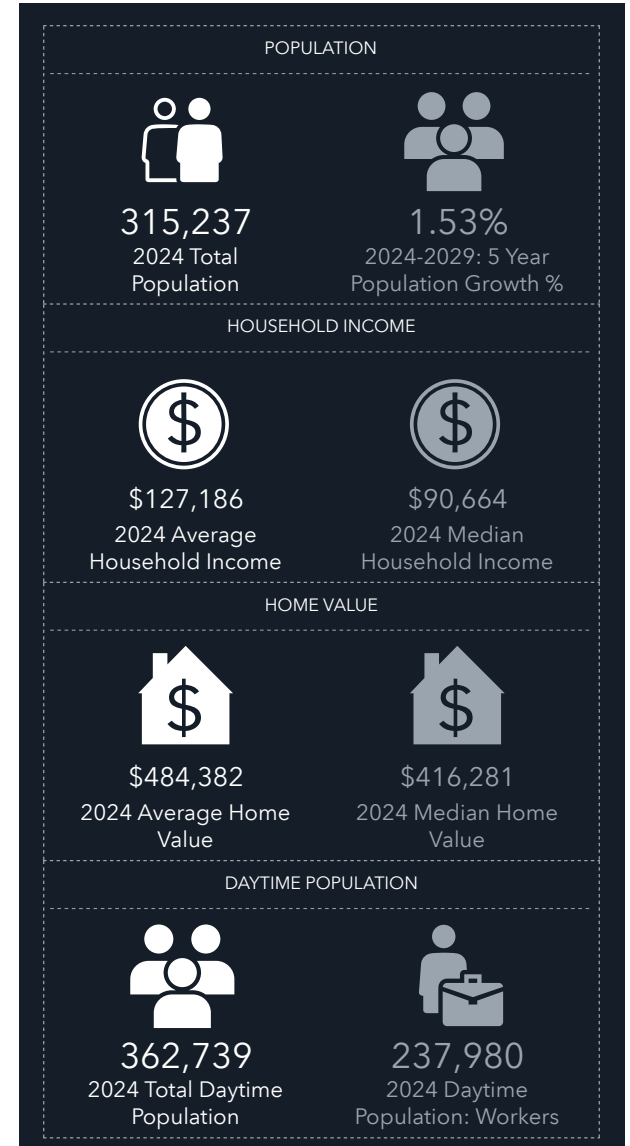 POPULATION
315,237
2024 Total
Population
1.53%
2024-2029: 5 Year
Population Growth %
HOUSEHOLD INCOME
$
$127,186
2024 Average
Household Income
$
$90,664
2024 Median
Household Income
HOME VALUE
$
$484,382
2024 Average Home
Value
$
$416,281
2024 Median Home
Value
DAYTIME POPULATION
362,739
2024 Total Daytime
Population
237,980
2024 Daytime
Population: Workers